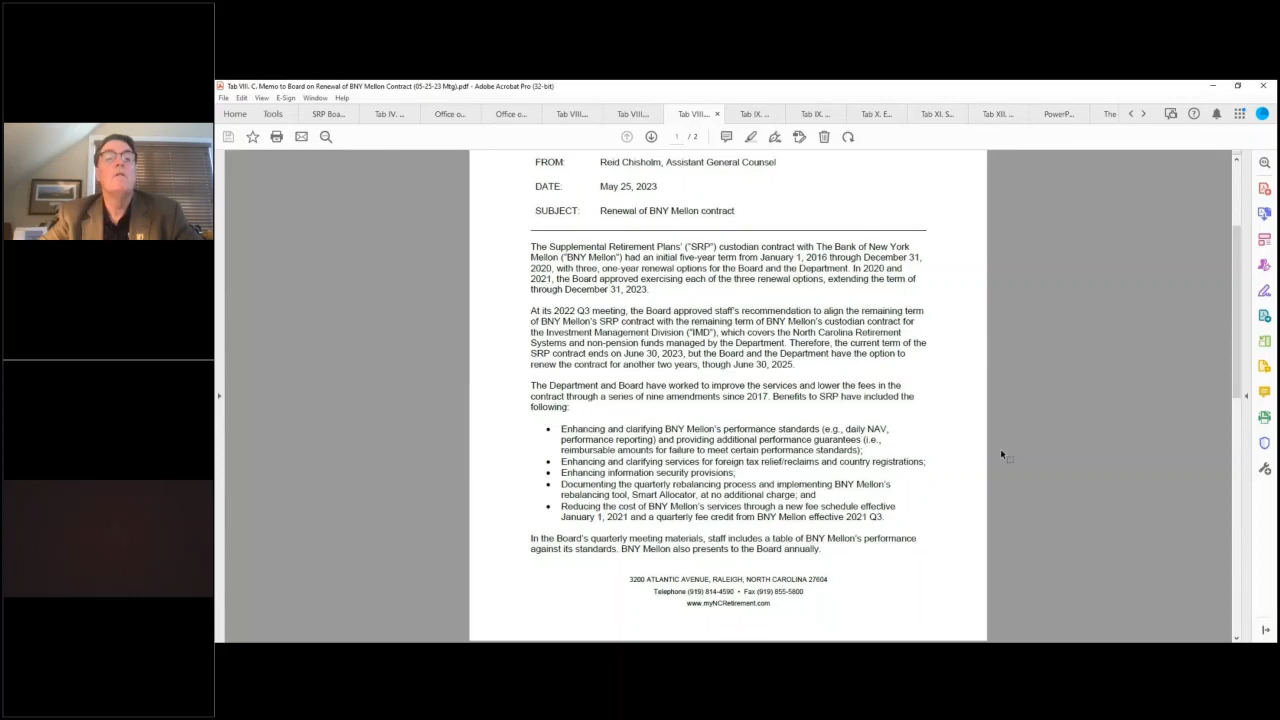 Tab VIII. C. Memo to Board on Renewal of BNY Mellon Contract (05-25-23 Mtg).pdf - Adobe Acrobat Pro (32-bit)
File Edit View E-Sign Window Help
Home Tools SRP Boa... Tab IV. ... Office o... Office o... Tab VIII.... Tab VIII.... Tab VIII.... × Tab IX. ... Tab IX. ... Tab X. E... Tab XI. S... Tab XII. ... PowerP... The
1 / 2
FROM: Reid Chisholm, Assistant General Counsel
DATE: May 25, 2023
SUBJECT: Renewal of BNY Mellon contract
The Supplemental Retirement Plans' ("SRP") custodian contract with The Bank of New York
Mellon ("BNY Mellon") had an initial five-year term from January 1, 2016 through December 31,
2020, with three, one-year renewal options for the Board and the Department. In 2020 and
2021, the Board approved exercising each of the three renewal options, extending the term of
through December 31, 2023.
At its 2022 Q3 meeting, the Board approved staff's recommendation to align the remaining term
of BNY Mellon's SRP contract with the remaining term of BNY Mellon's custodian contract for
the Investment Management Division ("IMD"), which covers the North Carolina Retirement
Systems and non-pension funds managed by the Department. Therefore, the current term of the
SRP contract ends on June 30, 2023, but the Board and the Department have the option to
renew the contract for another two years, though June 30, 2025.
The Department and Board have worked to improve the services and lower the fees in the
contract through a series of nine amendments since 2017. Benefits to SRP have included the
following:
• Enhancing and clarifying BNY Mellon's performance standards (e.g., daily NAV,
performance reporting) and providing additional performance guarantees (i.e.,
reimbursable amounts for failure to meet certain performance standards);
• Enhancing and clarifying services for foreign tax relief/reclaims and country registrations;
• Enhancing information security provisions;
• Documenting the quarterly rebalancing process and implementing BNY Mellon's
rebalancing tool, Smart Allocator, at no additional charge; and
• Reducing the cost of BNY Mellon's services through a new fee schedule effective
January 1, 2021 and a quarterly fee credit from BNY Mellon effective 2021 Q3.
In the Board's quarterly meeting materials, staff includes a table of BNY Mellon's performance
against its standards. BNY Mellon also presents to the Board annually.
3200 ATLANTIC AVENUE, RALEIGH, NORTH CAROLINA 27604
Telephone (919) 814-4590 • Fax (919) 855-5800
www.myNCRetirement.com